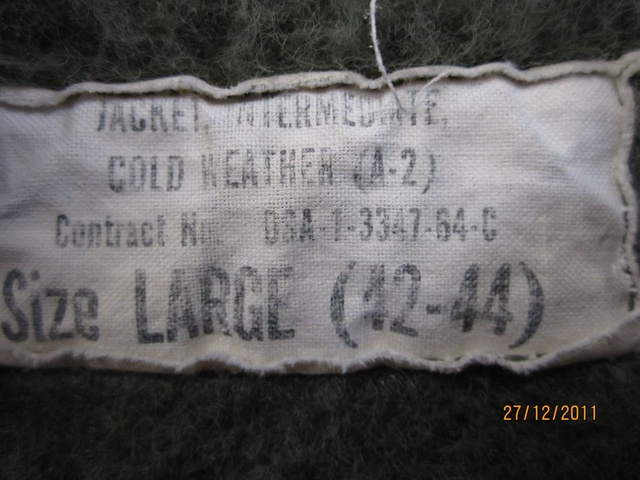 JACKET, INTERMEDIATE,
COLD WEATHER (A-2)
Contract No. DSA-1-3347-64-C
Size LARGE (42-44)
27/12/2011